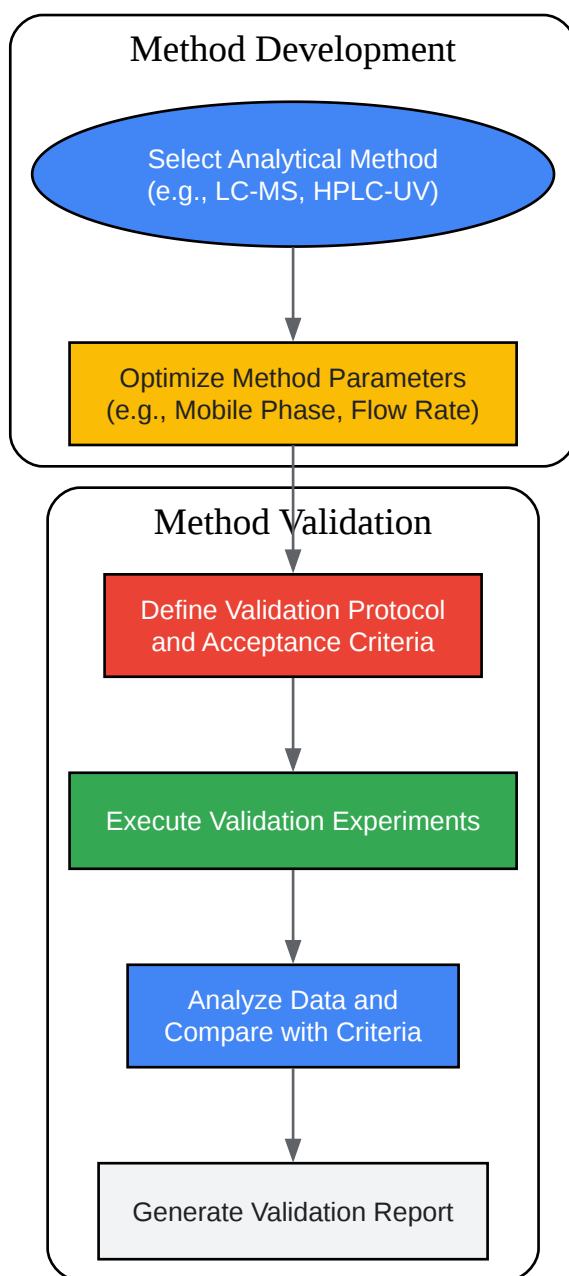 Method Development
Select Analytical Method
(e.g., LC-MS, HPLC-UV)
Optimize Method Parameters
(e.g., Mobile Phase, Flow Rate)
Method Validation
Define Validation Protocol
and Acceptance Criteria
Execute Validation Experiments
Analyze Data and
Compare with Criteria
Generate Validation Report